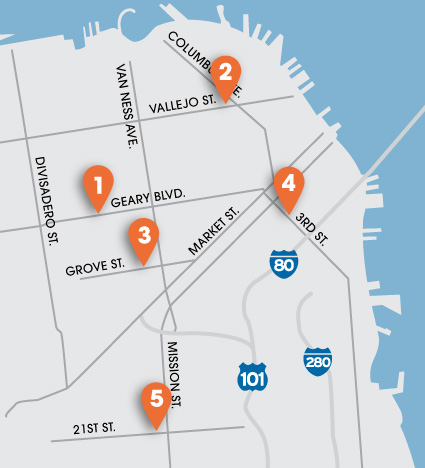 COLUMBUS AVE.
2
VAN NESS AVE.
VALLEJO ST.
DIVISADERO ST.
1
GEARY BLVD.
4
3
MARKET ST.
3RD ST.
GROVE ST.
80
280
101
MISSION ST.
5
21ST ST.